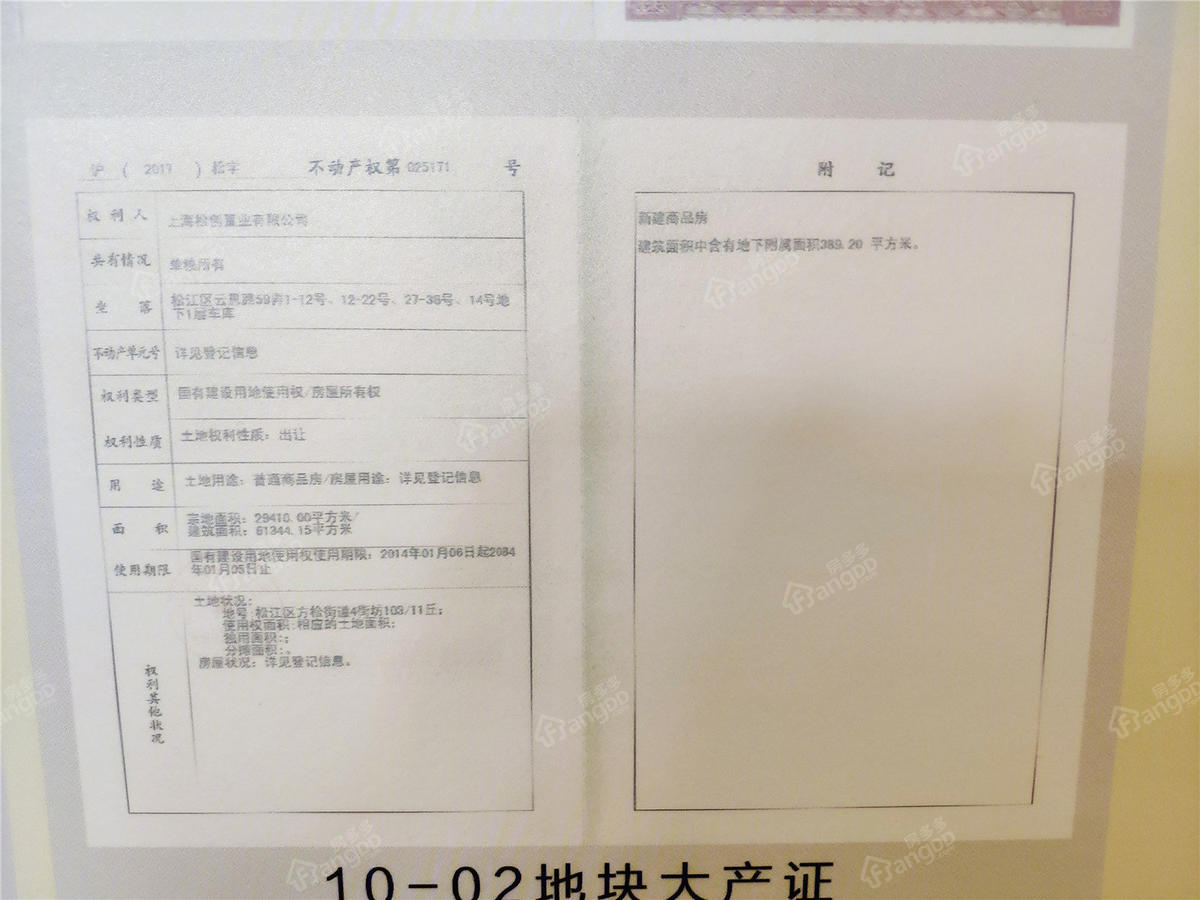 沪 ( 2017 ) 松字 不动产权第 025171 号
权利人 上海松创置业有限公司
共有情况 单独所有
坐落 松江区云思路59弄1-12号、12-22号、27-38号、14号地
下1层车库
不动产单元号 详见登记信息
权利类型 国有建设用地使用权/房屋所有权
权利性质 土地权利性质：出让
用途 土地用途：普通商品房/房屋用途：详见登记信息
面积 宗地面积：29410.00平方米/
建筑面积：61344.15平方米
使用期限 国有建设用地使用权使用期限：2014年01月06日起2084
年01月05日止
权利其他状况
土地状况：
地号：松江区方松街道4街坊103/11丘；
使用权面积：相应的土地面积；
独用面积：；
分摊面积：。
房屋状况：详见登记信息。
附记
新建商品房
建筑面积中含有地下附属面积389.20 平方米。
10-02地块大产证
房多多
Fangdd